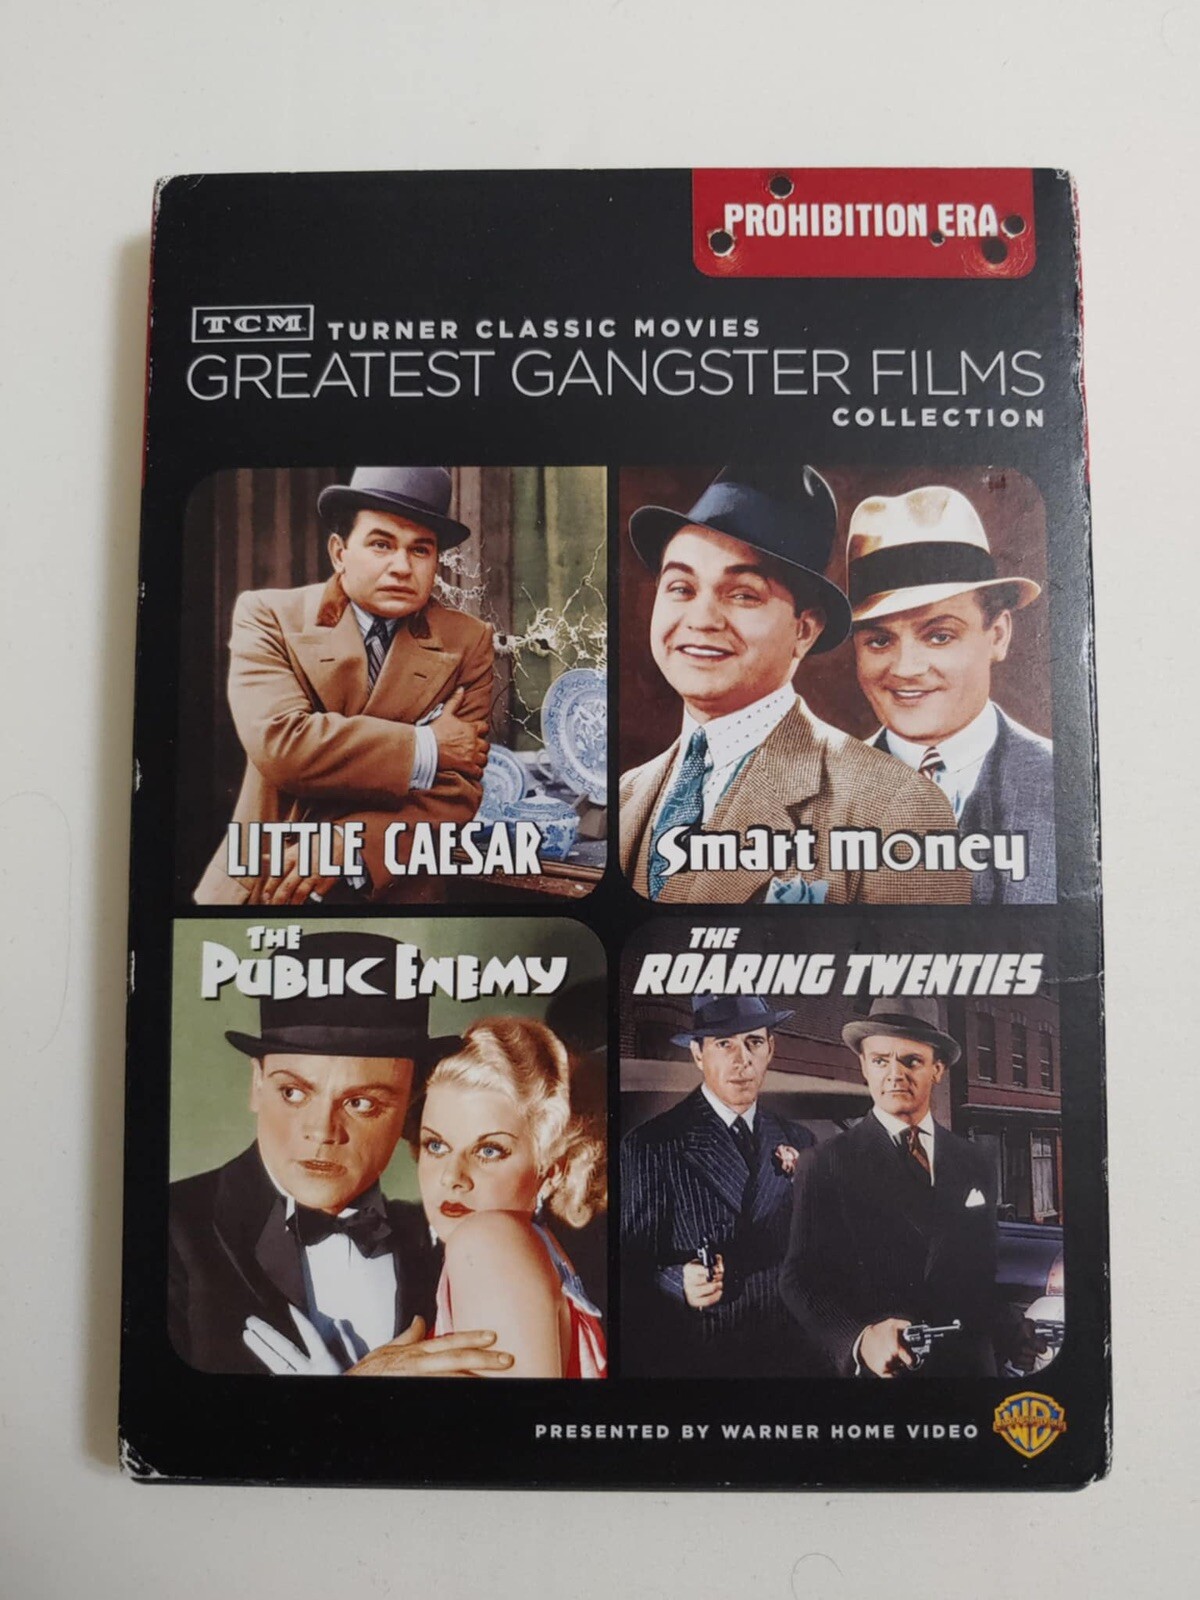 PROHIBITION ERA
TCM TURNER CLASSIC MOVIES
GREATEST GANGSTER FILMS
COLLECTION
LITTLE CAESAR
Smart Money
THE
PUBLIC ENEMY
THE
ROARING TWENTIES
PRESENTED BY WARNER HOME VIDEO
WB